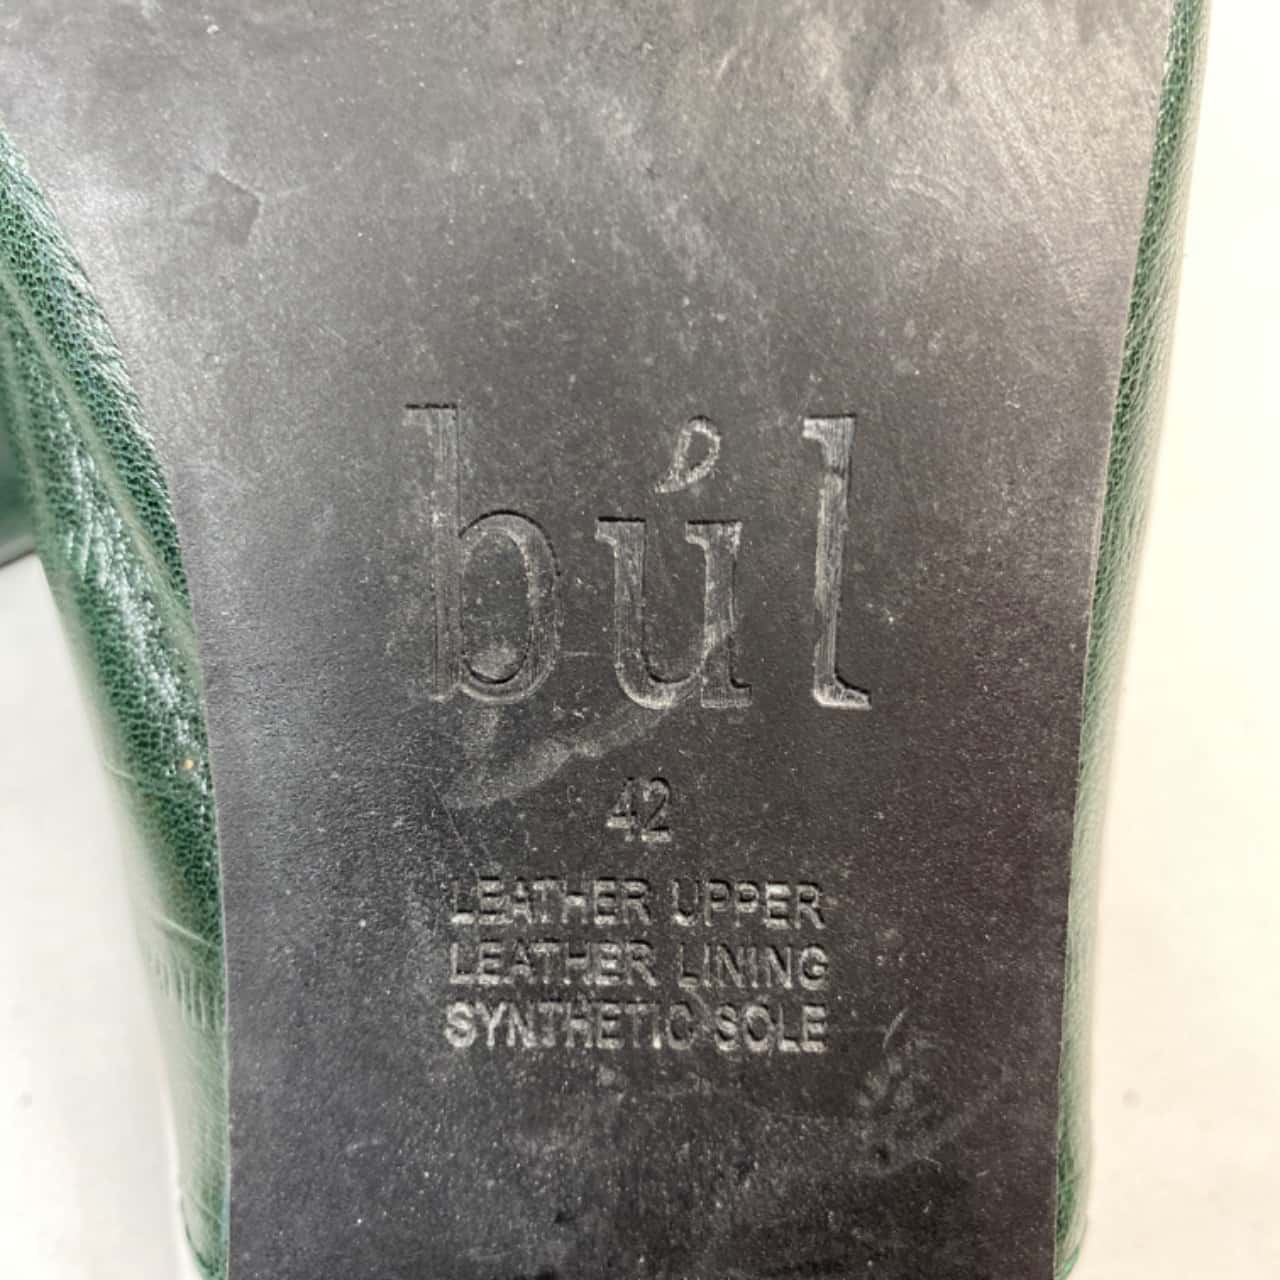 búl
42
LEATHER UPPER
LEATHER LINING
SYNTHETIC SOLE